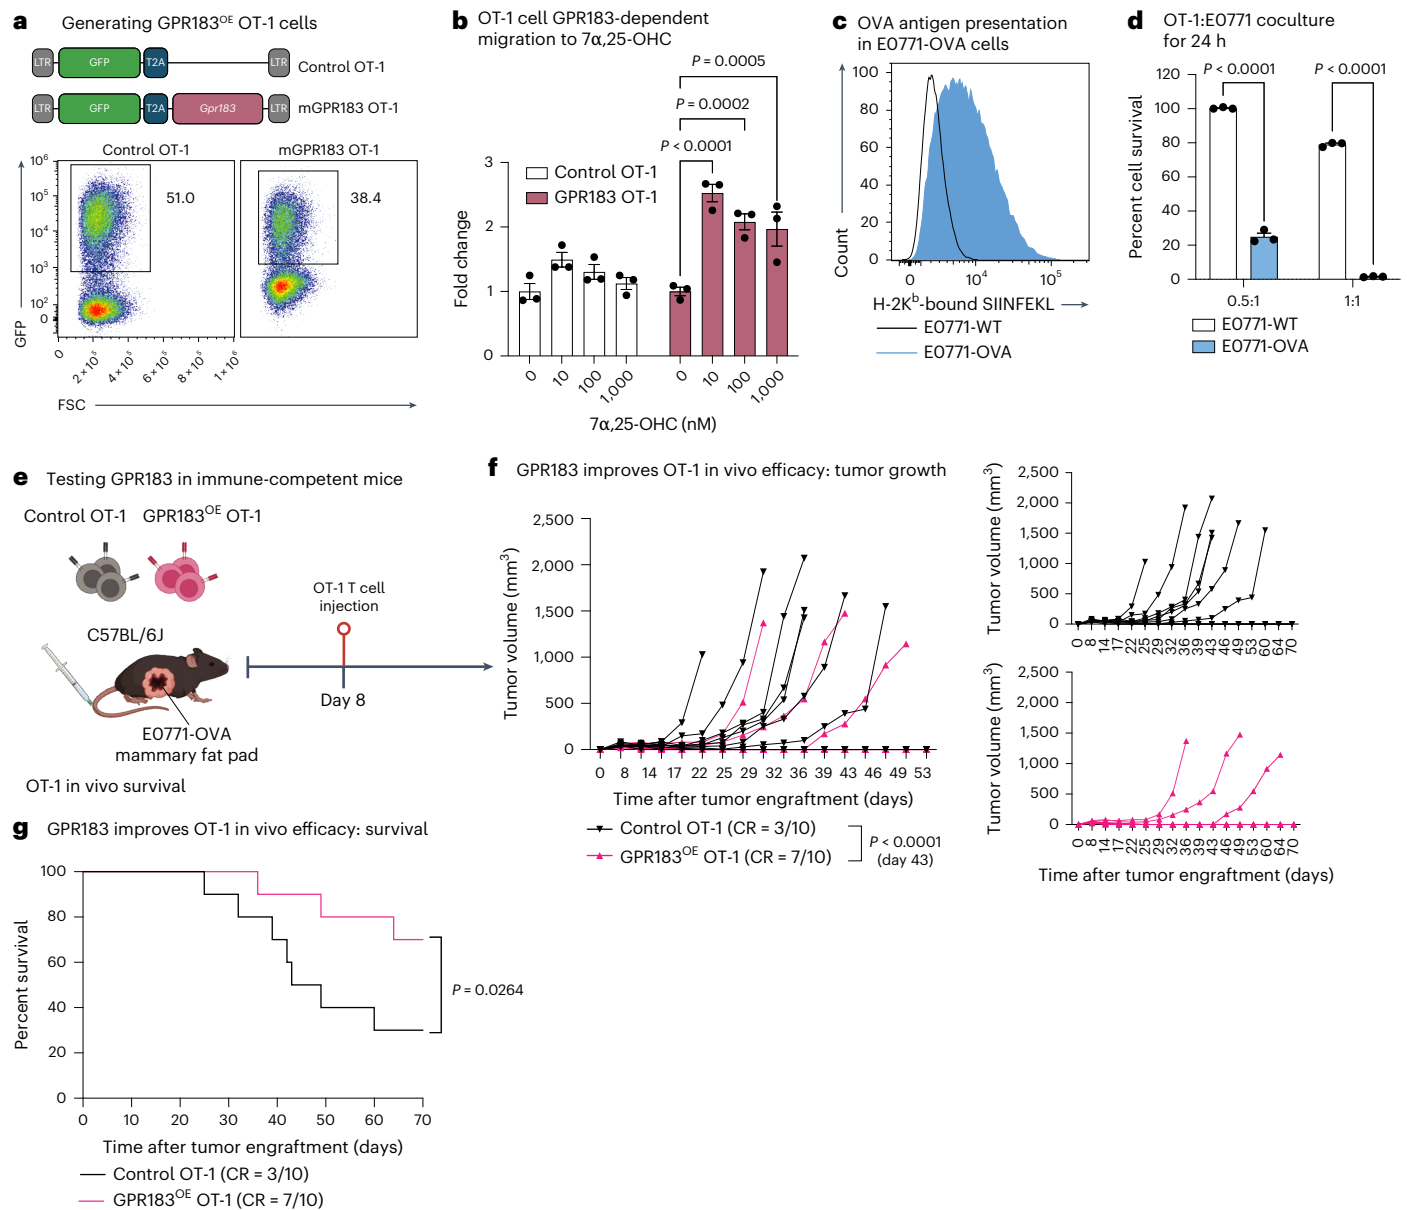 a Generating GPR183OE OT-1 cells
LTR GFP T2A LTR Control OT-1
LTR GFP T2A Gpr183 LTR mGPR183 OT-1
Control OT-1
mGPR183 OT-1
51.0
38.4
10⁶
10⁵
10⁴
10³
10²
0
GFP
0 2 × 10⁵ 4 × 10⁵ 6 × 10⁵ 8 × 10⁵ 1 × 10⁶
FSC
b OT-1 cell GPR183-dependent
migration to 7α,25-OHC
P = 0.0005
P = 0.0002
P < 0.0001
Control OT-1
GPR183 OT-1
3
2
1
0
Fold change
0 10 100 1,000 0 10 100 1,000
7α,25-OHC (nM)
c OVA antigen presentation
in E0771-OVA cells
100
80
60
40
20
0
Count
0 10⁴ 10⁵
H-2Kᵇ-bound SIINFEKL
E0771-WT
E0771-OVA
d OT-1:E0771 coculture
for 24 h
P < 0.0001 P < 0.0001
120
100
80
60
40
20
0
Percent cell survival
0.5:1 1:1
E0771-WT
E0771-OVA
e Testing GPR183 in immune-competent mice
Control OT-1 GPR183OE OT-1
OT-1 T cell
injection
C57BL/6J
Day 8
E0771-OVA
mammary fat pad
OT-1 in vivo survival
f GPR183 improves OT-1 in vivo efficacy: tumor growth
2,500
2,000
1,500
1,000
500
0
Tumor volume (mm³)
0 8 14 17 22 25 29 32 36 39 43 46 49 53
Time after tumor engraftment (days)
Control OT-1 (CR = 3/10)
GPR183OE OT-1 (CR = 7/10)
P < 0.0001
(day 43)
2,500
2,000
1,500
1,000
500
0
Tumor volume (mm³)
0 8 14 17 22 25 29 32 36 39 43 46 49 53 60 64 70
2,500
2,000
1,500
1,000
500
0
Tumor volume (mm³)
0 8 14 17 22 25 29 32 36 39 43 46 49 53 60 64 70
Time after tumor engraftment (days)
g GPR183 improves OT-1 in vivo efficacy: survival
100
80
60
40
20
0
Percent survival
P = 0.0264
0 10 20 30 40 50 60 70
Time after tumor engraftment (days)
Control OT-1 (CR = 3/10)
GPR183OE OT-1 (CR = 7/10)